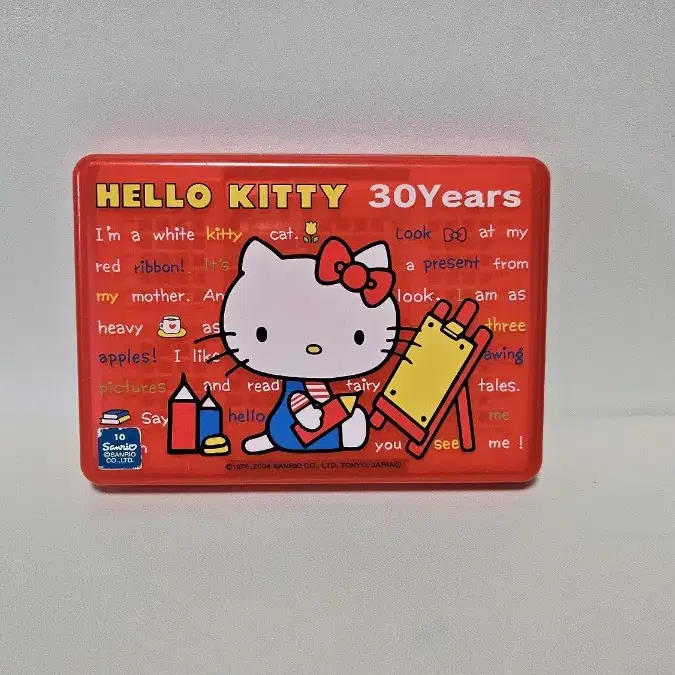 HELLO KITTY 30Years
I'm a white kitty cat. Look at my
red ribbon! It's a present from
my mother. An look. I am as
heavy as three
apples! I like awing
pictures and read fairy tales.
Say hello me
you see me !
10
Sanrio
©SANRIO
CO., LTD.
©1976, 2004 SANRIO CO., LTD. TOKYO, JAPAN